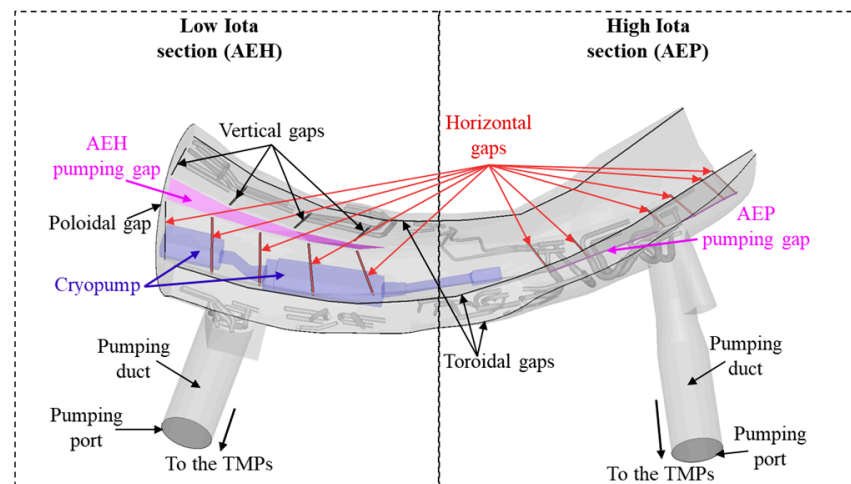 Low Iota
section (AEH)
High Iota
section (AEP)
Vertical gaps
Horizontal
gaps
AEH
pumping gap
Poloidal gap
AEP
pumping gap
Cryopump
Toroidal gaps
Pumping
duct
Pumping
duct
Pumping
port
Pumping
port
To the TMPs
To the TMPs